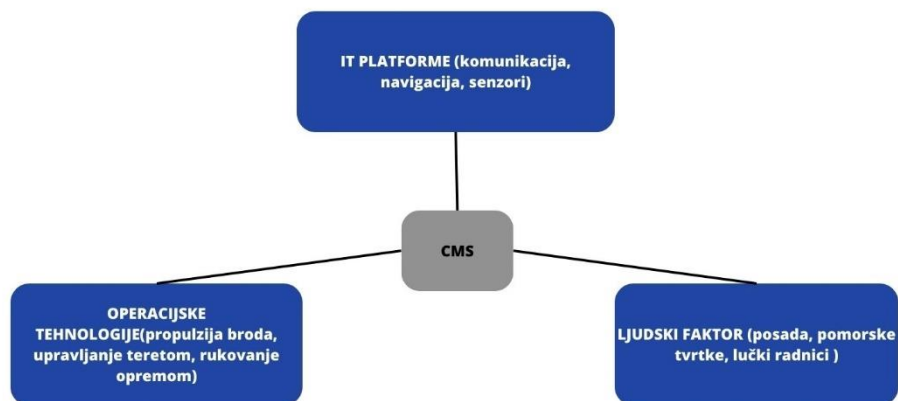 IT PLATFORME (komunikacija,
navigacija, senzori)
CMS
OPERACIJSKE
TEHNOLOGIJE(propulzija broda,
upravljanje teretom, rukovanje
opremom)
LJUDSKI FAKTOR (posada, pomorske
tvrtke, lučki radnici )